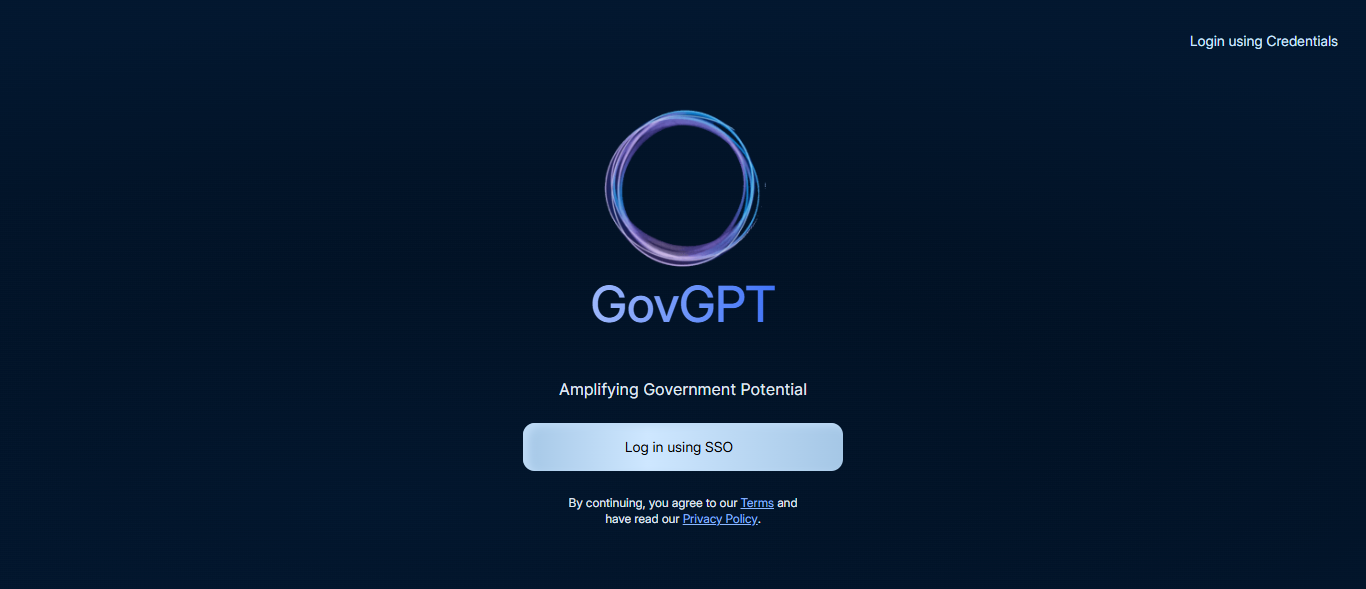 Login using Credentials
GovGPT
Amplifying Government Potential
Log in using SSO
By continuing, you agree to our Terms and
have read our Privacy Policy.